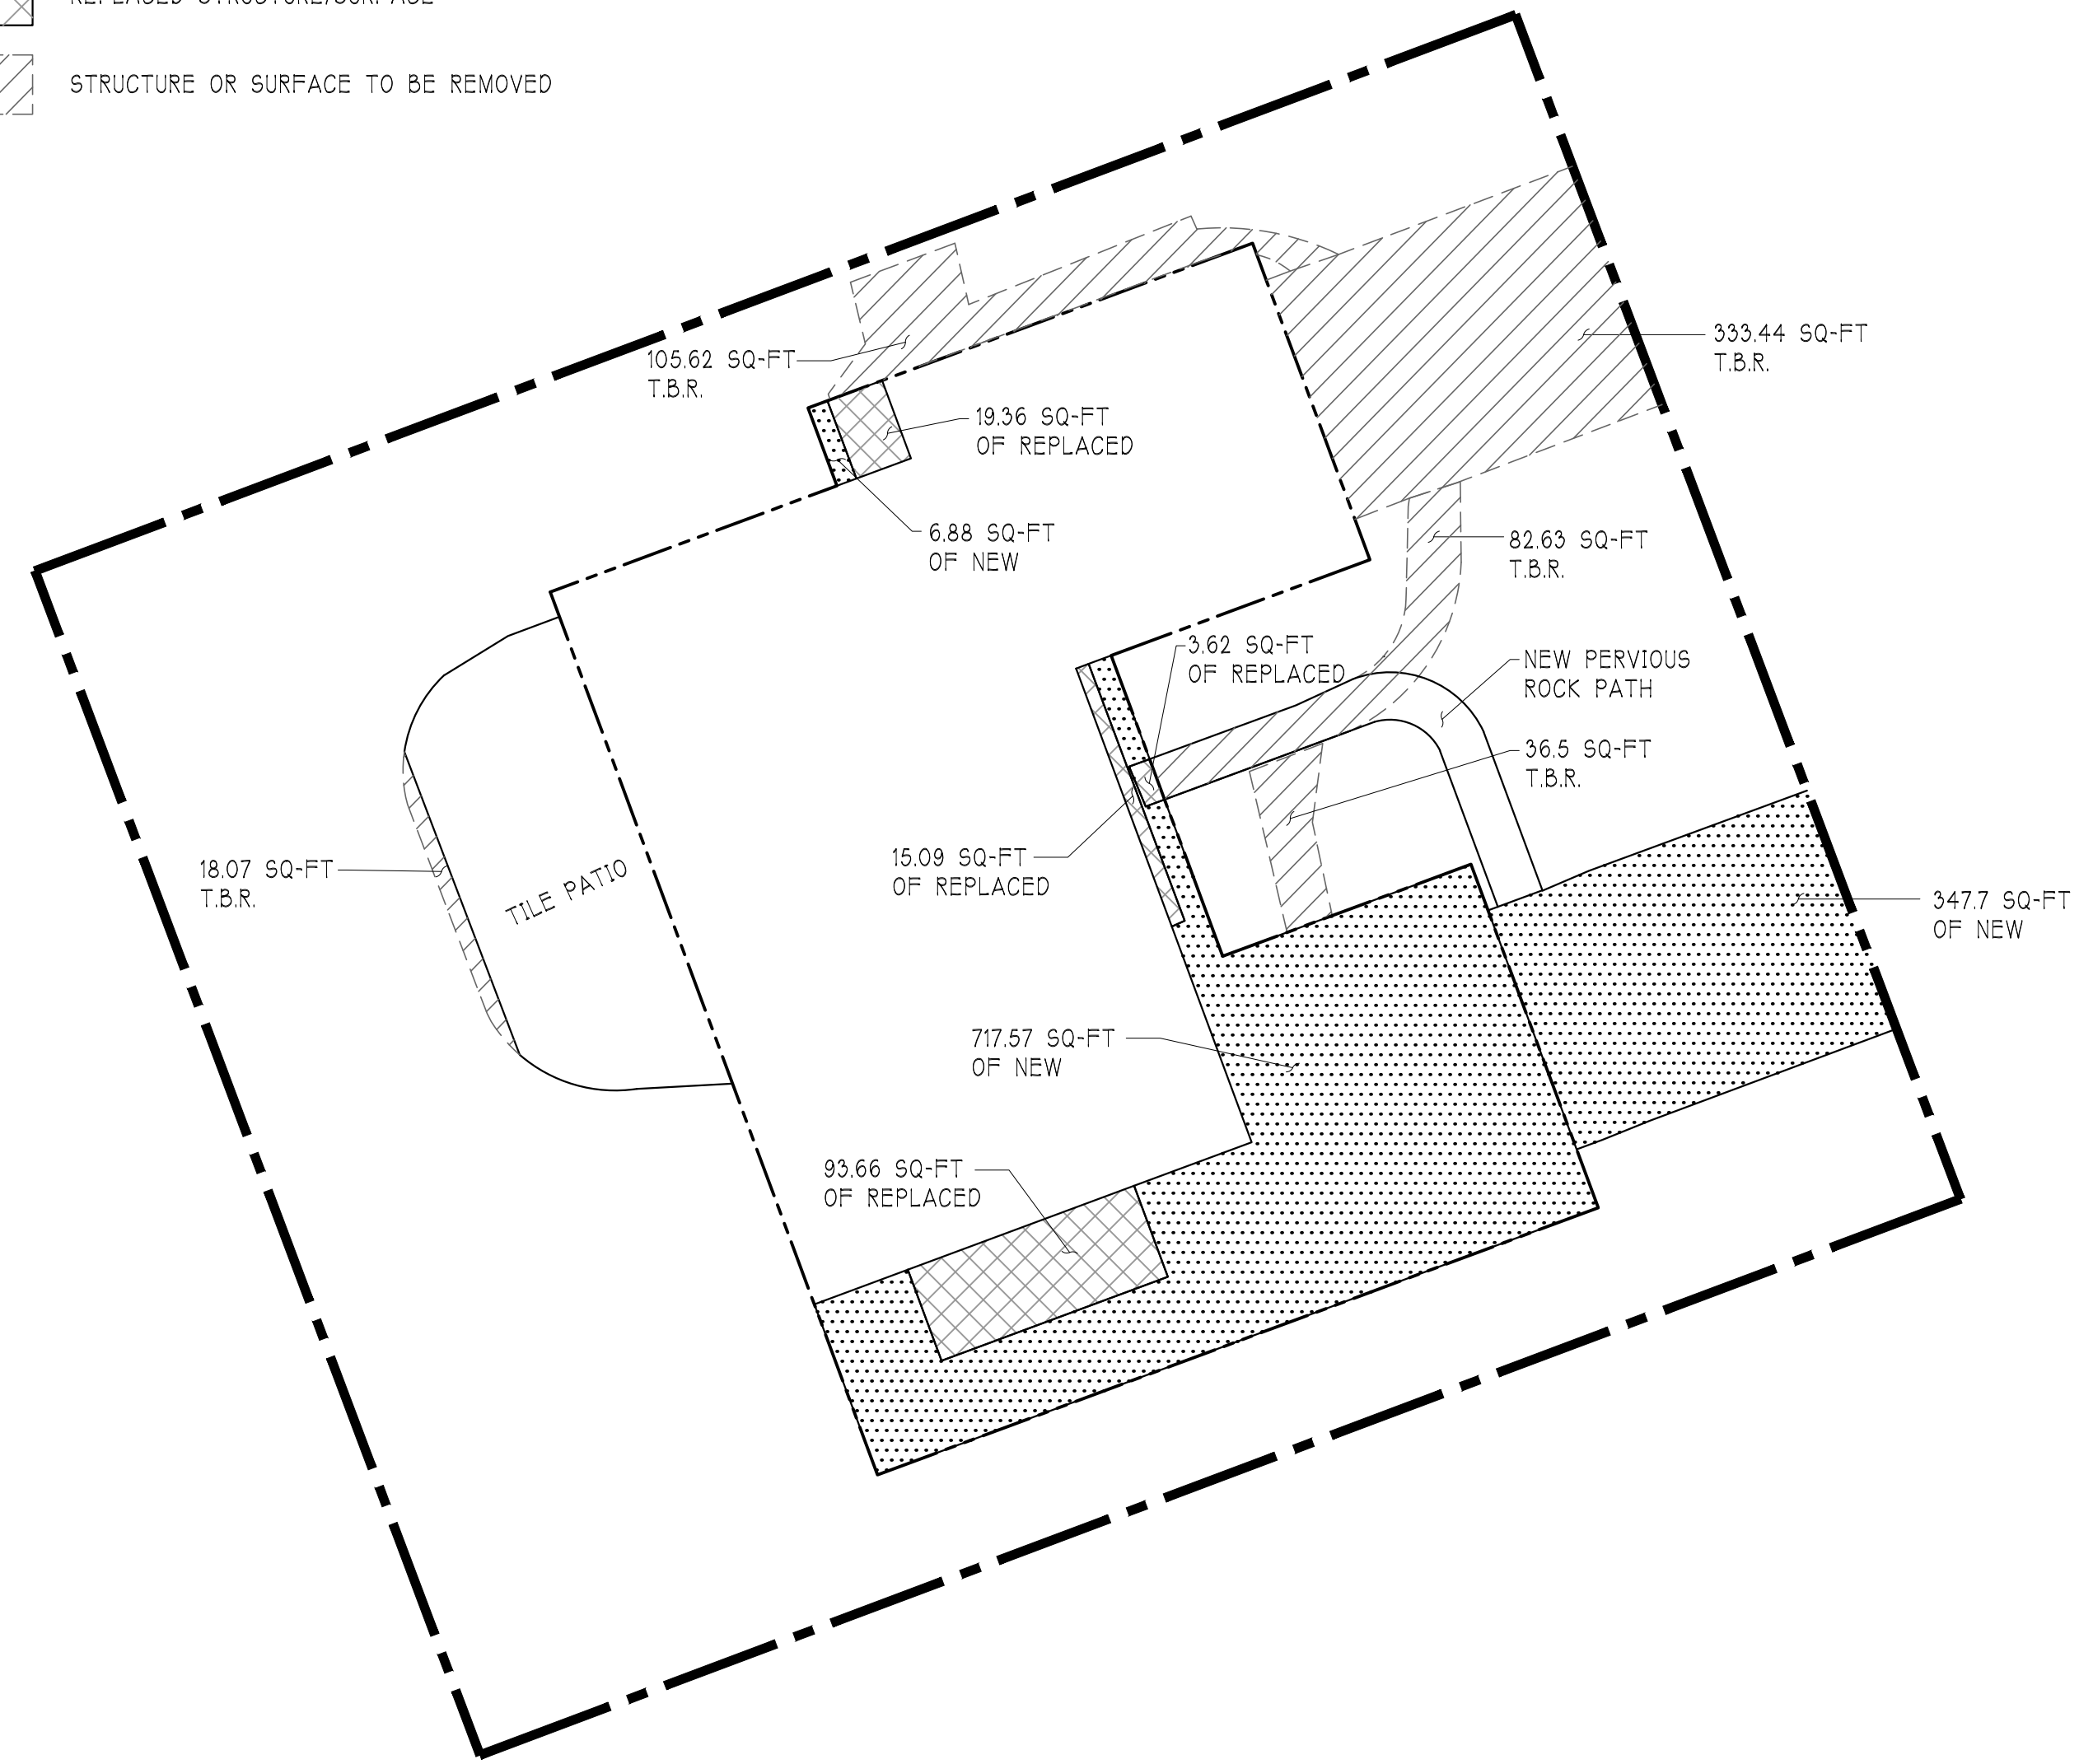 REPLACED STRUCTURE/SURFACE
STRUCTURE OR SURFACE TO BE REMOVED
105.62 SQ-FT
T.B.R.
333.44 SQ-FT
T.B.R.
19.36 SQ-FT
OF REPLACED
6.88 SQ-FT
OF NEW
82.63 SQ-FT
T.B.R.
3.62 SQ-FT
OF REPLACED
NEW PERVIOUS
ROCK PATH
36.5 SQ-FT
T.B.R.
15.09 SQ-FT
OF REPLACED
18.07 SQ-FT
T.B.R.
TILE PATIO
347.7 SQ-FT
OF NEW
717.57 SQ-FT
OF NEW
93.66 SQ-FT
OF REPLACED